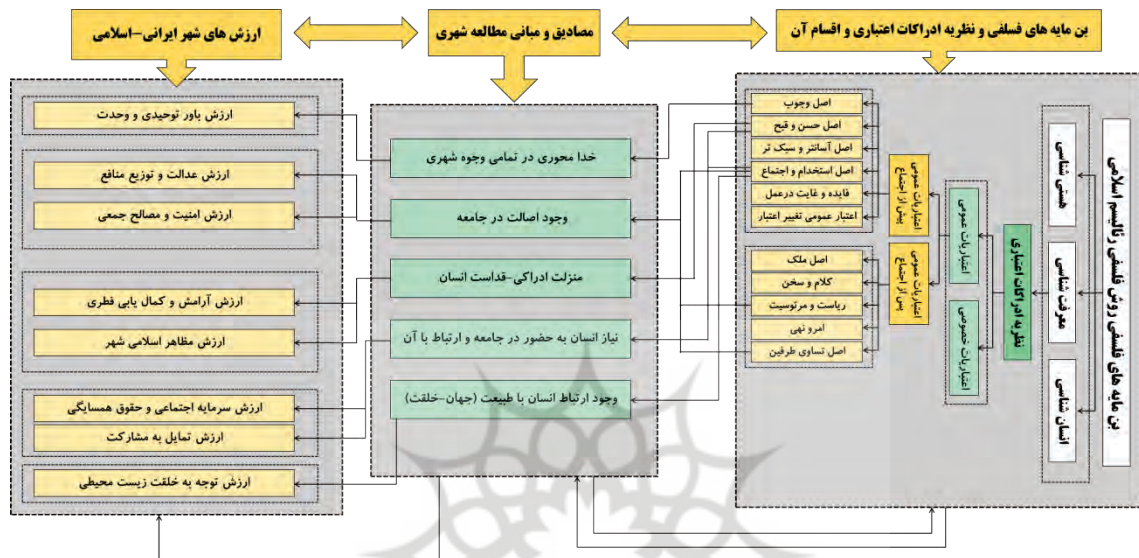 بن مایه های فسلفی و نظریه ادراکات اعتباری و اقسام آن
مصادیق و مبانی مطالعه شهری
ارزش های شهر ایرانی-اسلامی
بن مایه های فلسفی روش فلسفی رئالیسم اسلامی
هستی شناسی
معرفت شناسی
انسان شناسی
نظریه ادراکات اعتباری
اعتباریات عمومی
اعتباریات خصوصی
اعتباریات عمومی
پیش از اجتماع
اعتباریات عمومی
پس از اجتماع
اصل وجوب
اصل حسن و قبح
اصل آسانتر و سبک تر
اصل استخدام و اجتماع
فایده و غایت درعمل
اعتبار عمومی تغییر اعتبار
اصل ملک
کلام و سخن
ریاست و مرئوسیت
امرو نهی
اصل تساوی طرفین
خدا محوری در تمامی وجوه شهری
وجود اصالت در جامعه
منزلت ادراکی-قداست انسان
نیاز انسان به حضور در جامعه و ارتباط با آن
وجود ارتباط انسان با طبیعت (جهان-خلقت)
ارزش باور توحیدی و وحدت
ارزش عدالت و توزیع منافع
ارزش امنیت و مصالح جمعی
ارزش آرامش و کمال یابی فطری
ارزش مظاهر اسلامی شهر
ارزش سرمایه اجتماعی و حقوق همسایگی
ارزش تمایل به مشارکت
ارزش توجه به خلقت زیست محیطی